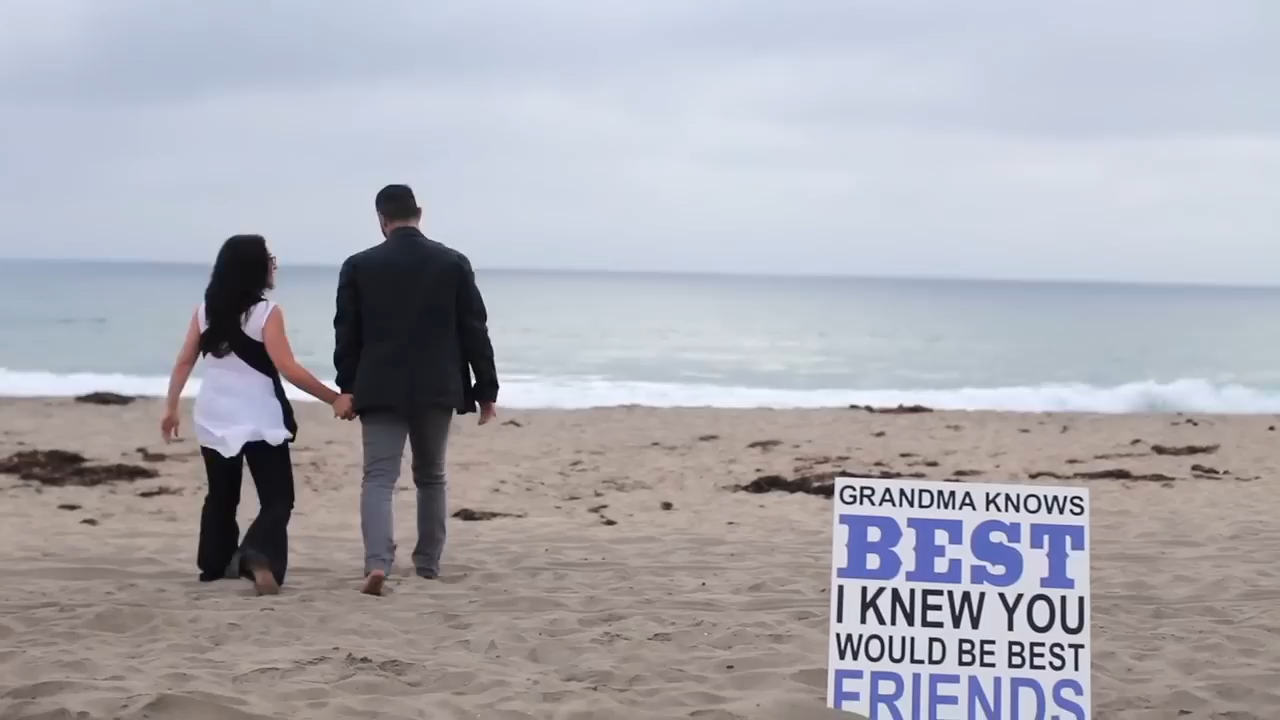 GRANDMA KNOWS
BEST
I KNEW YOU
WOULD BE BEST
FRIENDS